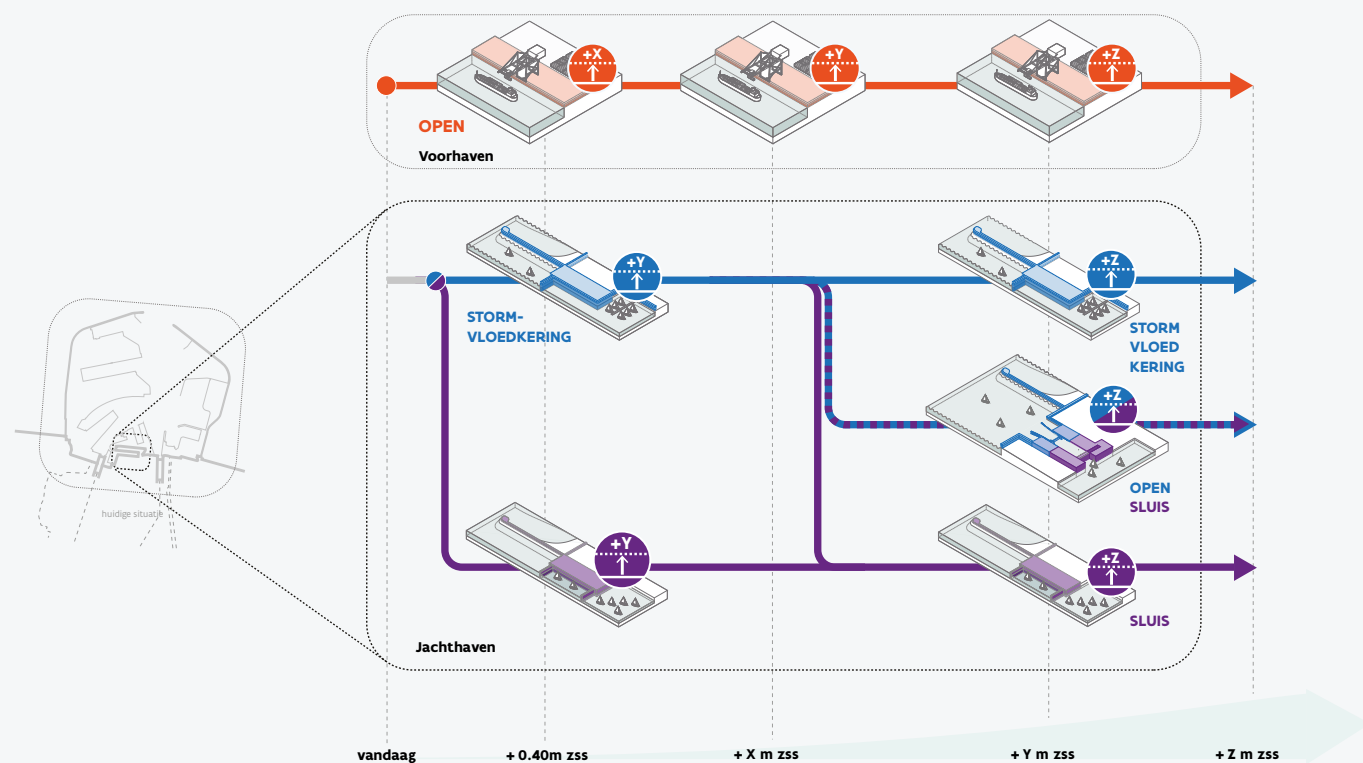 +X
+Y
+Z
OPEN
Voorhaven
+Y
+Z
STORM-
VLOEDKERING
STORM
VLOED
KERING
+Z
OPEN
SLUIS
huidige situatie
+Y
+Z
SLUIS
Jachthaven
vandaag
+ 0.40m zss
+ X m zss
+ Y m zss
+ Z m zss